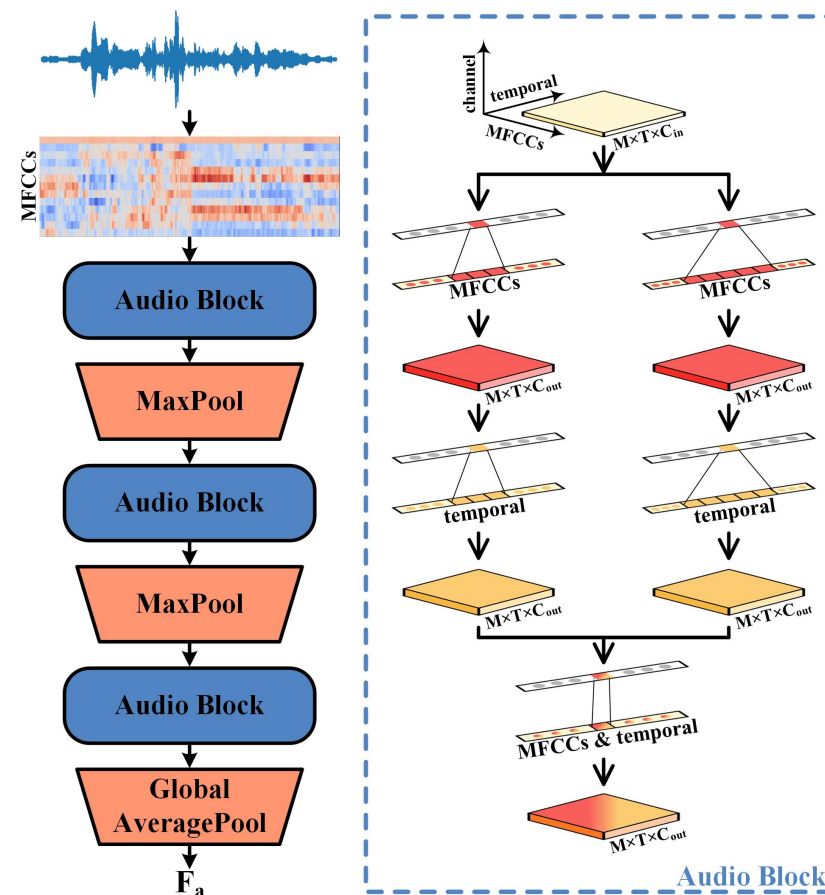 MFCCs
Audio Block
MaxPool
Audio Block
MaxPool
Audio Block
Global
AveragePool
Fₐ
channel
temporal
MFCCs
M×T×Cᵢₙ
MFCCs
MFCCs
M×T×Cₒᵤₜ
M×T×Cₒᵤₜ
temporal
temporal
M×T×Cₒᵤₜ
M×T×Cₒᵤₜ
MFCCs & temporal
M×T×Cₒᵤₜ
Audio Block